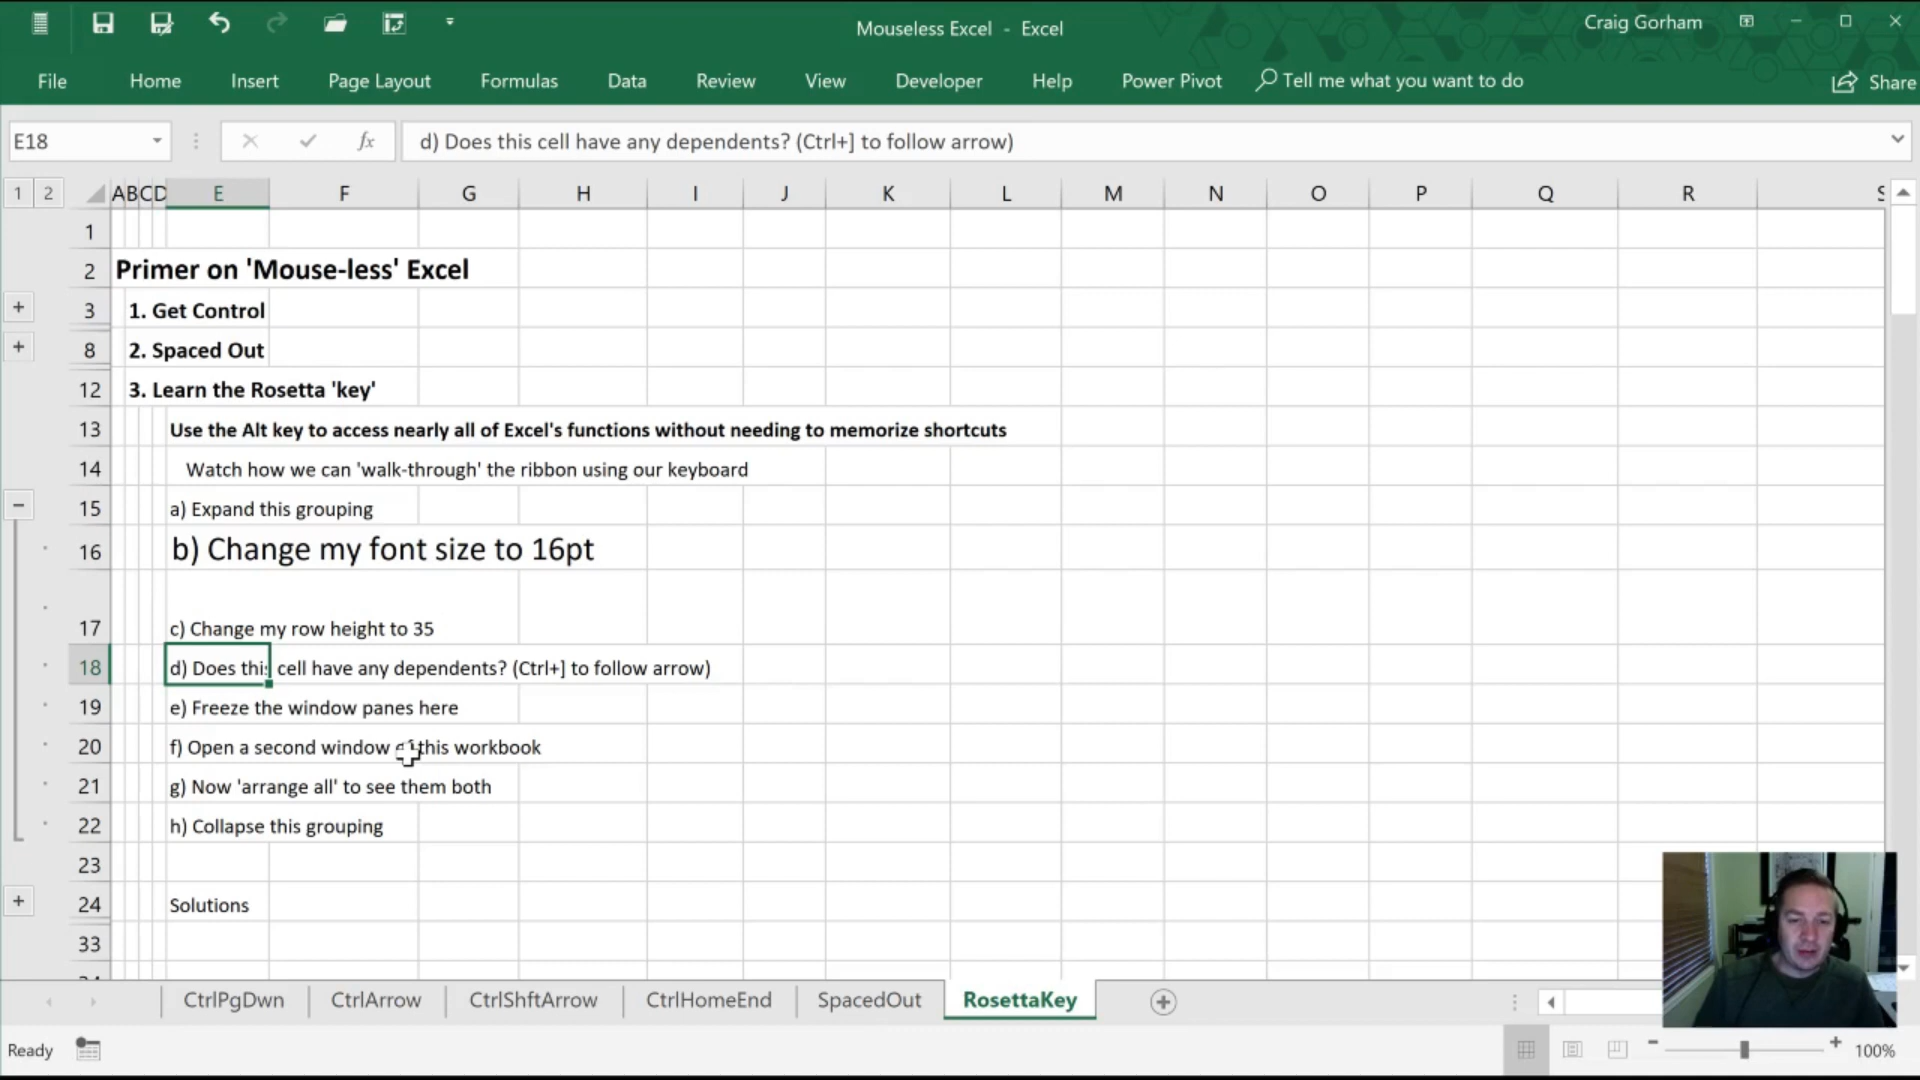 Mouseless Excel - Excel
Craig Gorham
File Home Insert Page Layout Formulas Data Review View Developer Help Power Pivot Tell me what you want to do Share
E18 fx d) Does this cell have any dependents? (Ctrl+] to follow arrow)
1 2 A B C D E F G H I J K L M N O P Q R
1
2 Primer on 'Mouse-less' Excel
3 1. Get Control
8 2. Spaced Out
12 3. Learn the Rosetta 'key'
13 Use the Alt key to access nearly all of Excel's functions without needing to memorize shortcuts
14 Watch how we can 'walk-through' the ribbon using our keyboard
15 a) Expand this grouping
16 b) Change my font size to 16pt
17 c) Change my row height to 35
18 d) Does this cell have any dependents? (Ctrl+] to follow arrow)
19 e) Freeze the window panes here
20 f) Open a second window of this workbook
21 g) Now 'arrange all' to see them both
22 h) Collapse this grouping
23
24 Solutions
33
CtrlPgDwn CtrlArrow CtrlShftArrow CtrlHomeEnd SpacedOut RosettaKey
Ready 100%